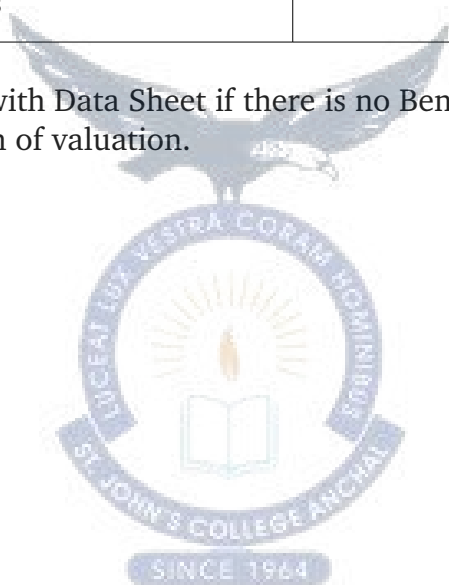 with Data Sheet if there is no Ben
of valuation.
LUCEAT LUX VESTRA CORAM HOMINIBUS
ST. JOHN'S COLLEGE ANCHAL
SINCE 1964